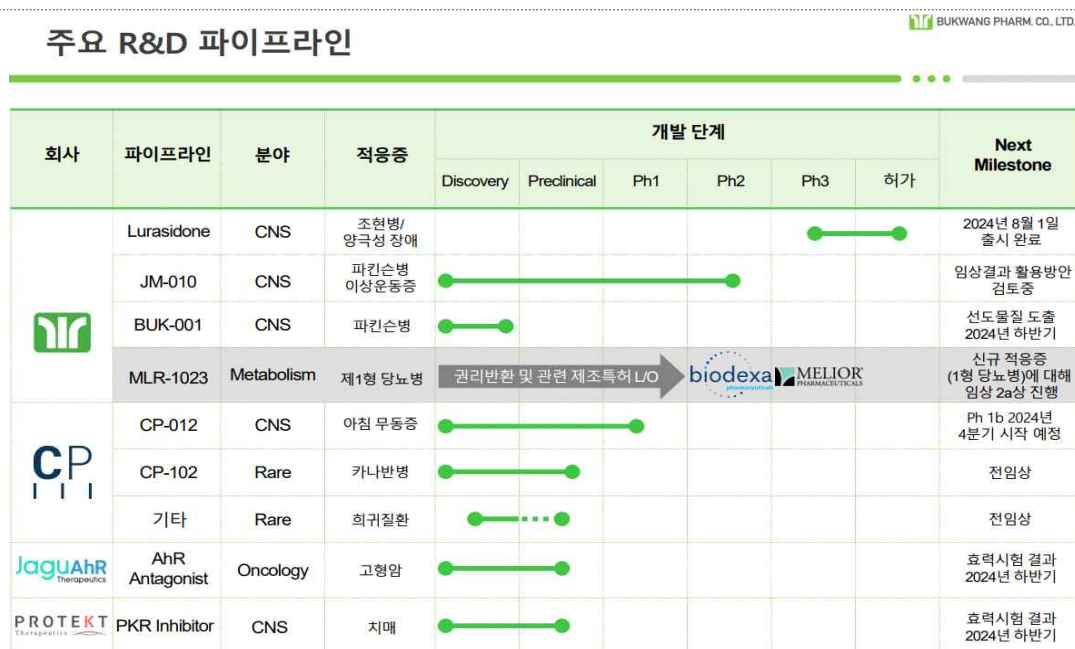 BUKWANG PHARM. CO., LTD.
주요 R&D 파이프라인
회사
파이프라인
분야
적응증
개발 단계
Next
Milestone
Discovery
Preclinical
Ph1
Ph2
Ph3
허가
Lurasidone
CNS
조현병/
양극성 장애
2024년 8월 1일
출시 완료
JM-010
CNS
파킨슨병
이상운동증
임상결과 활용방안
검토중
BUK-001
CNS
파킨슨병
선도물질 도출
2024년 하반기
MLR-1023
Metabolism
제1형 당뇨병
권리반환 및 관련 제조특허 L/O
biodexa
pharmaceuticals
MELIOR
PHARMACEUTICALS
신규 적응증
(1형 당뇨병)에 대해
임상 2a상 진행
CP
CP-012
CNS
아침 무동증
Ph 1b 2024년
4분기 시작 예정
CP-102
Rare
카나반병
전임상
기타
Rare
희귀질환
전임상
JaguAhR
Therapeutics
AhR
Antagonist
Oncology
고형암
효력시험 결과
2024년 하반기
PROTEKT
Therapeutics
PKR Inhibitor
CNS
치매
효력시험 결과
2024년 하반기